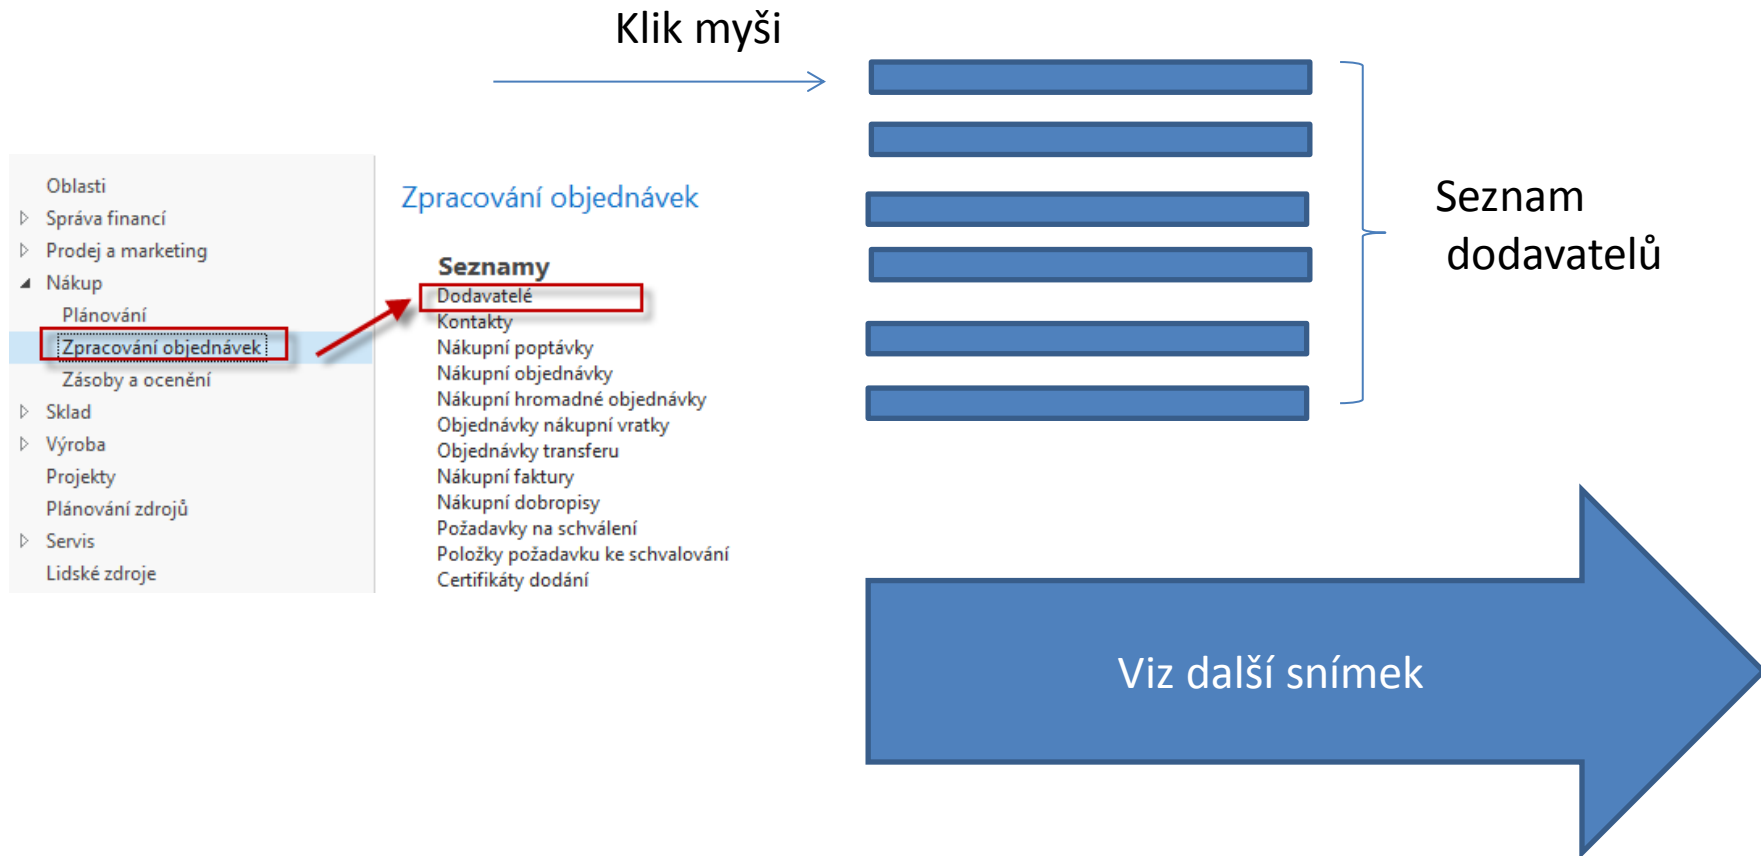 Klik myši
Oblasti
Správa financí
Prodej a marketing
Nákup
Plánování
Zpracování objednávek
Zásoby a ocenění
Sklad
Výroba
Projekty
Plánování zdrojů
Servis
Lidské zdroje
Zpracování objednávek
Seznamy
Dodavatelé
Kontakty
Nákupní poptávky
Nákupní objednávky
Nákupní hromadné objednávky
Objednávky nákupní vratky
Objednávky transferu
Nákupní faktury
Nákupní dobropisy
Požadavky na schválení
Položky požadavku ke schvalování
Certifikáty dodání
Seznam
dodavatelů
Viz další snímek